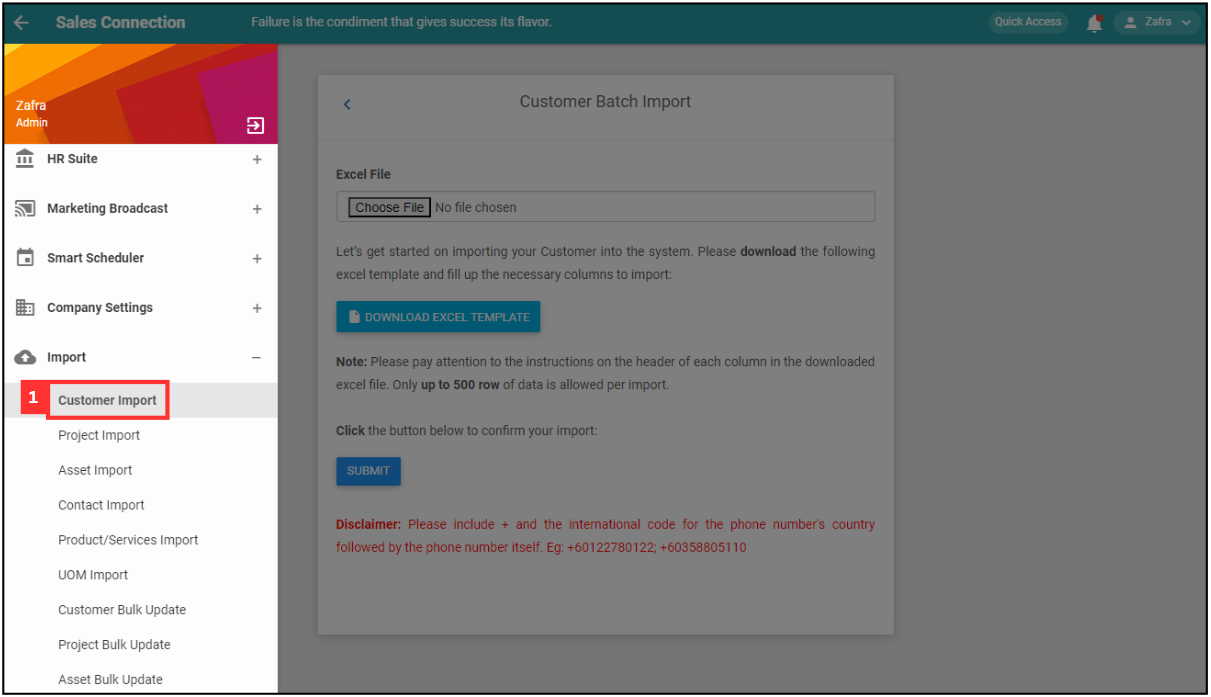 Sales Connection
Failure is the condiment that gives success its flavor.
Quick Access
Zafra
Zafra
Admin
HR Suite
Marketing Broadcast
Smart Scheduler
Company Settings
Import
1
Customer Import
Project Import
Asset Import
Contact Import
Product/Services Import
UOM Import
Customer Bulk Update
Project Bulk Update
Asset Bulk Update
Customer Batch Import
Excel File
Choose File No file chosen
Let's get started on importing your Customer into the system. Please download the following
excel template and fill up the necessary columns to import:
DOWNLOAD EXCEL TEMPLATE
Note: Please pay attention to the instructions on the header of each column in the downloaded
excel file. Only up to 500 row of data is allowed per import.
Click the button below to confirm your import:
SUBMIT
Disclaimer: Please include + and the international code for the phone number's country
followed by the phone number itself. Eg: +60122780122; +60358805110